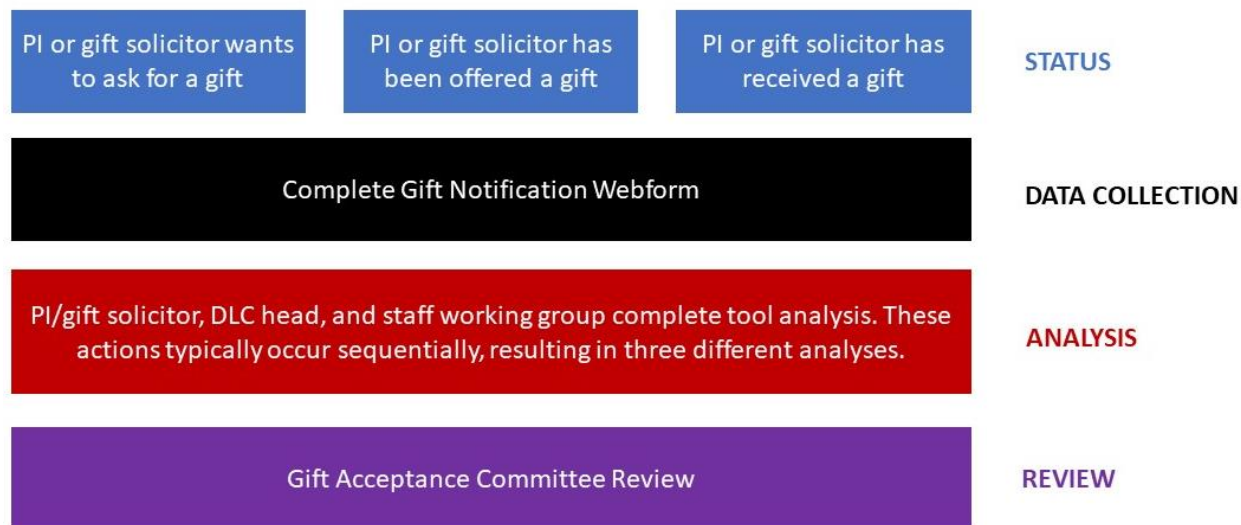 PI or gift solicitor wants
to ask for a gift
PI or gift solicitor has
been offered a gift
PI or gift solicitor has
received a gift
STATUS
Complete Gift Notification Webform
DATA COLLECTION
PI/gift solicitor, DLC head, and staff working group complete tool analysis. These
actions typically occur sequentially, resulting in three different analyses.
ANALYSIS
Gift Acceptance Committee Review
REVIEW